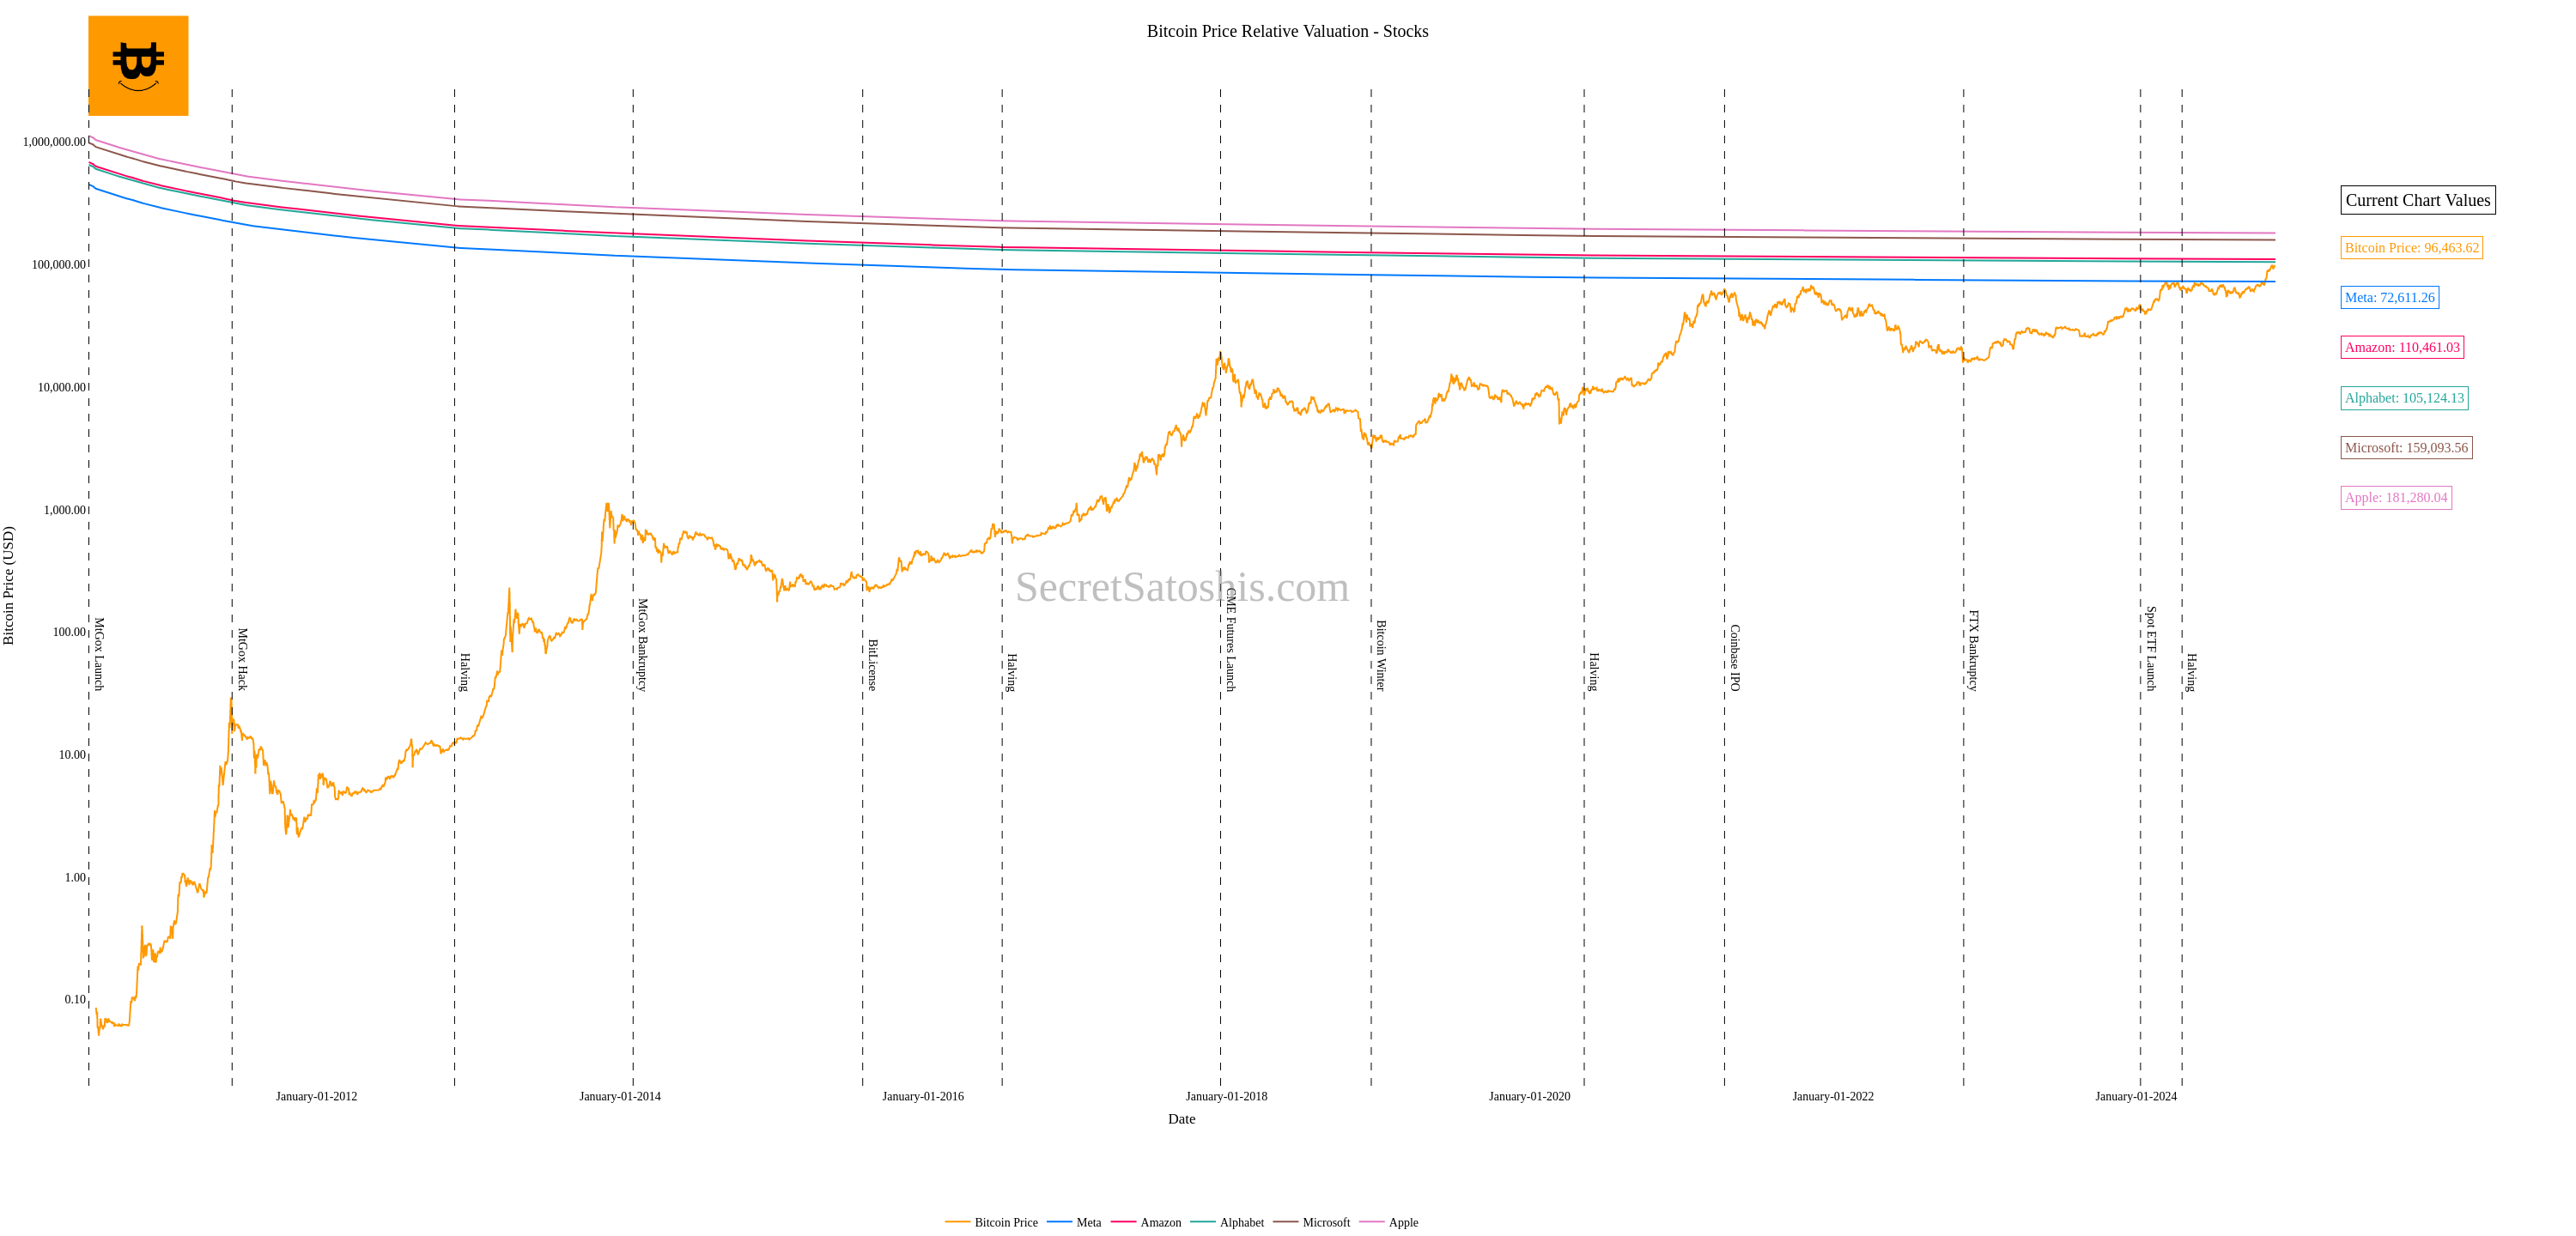 Bitcoin Price Relative Valuation - Stocks
1,000,000.00
100,000.00
10,000.00
1,000.00
100.00
10.00
1.00
0.10
Bitcoin Price (USD)
MtGox Launch
MtGox Hack
Halving
MtGox Bankruptcy
BitLicense
Halving
CME Futures Launch
Bitcoin Winter
Halving
Coinbase IPO
FTX Bankruptcy
Spot ETF Launch
Halving
SecretSatoshis.com
Current Chart Values
Bitcoin Price: 96,463.62
Meta: 72,611.26
Amazon: 110,461.03
Alphabet: 105,124.13
Microsoft: 159,093.56
Apple: 181,280.04
January-01-2012
January-01-2014
January-01-2016
January-01-2018
January-01-2020
January-01-2022
January-01-2024
Date
Bitcoin Price
Meta
Amazon
Alphabet
Microsoft
Apple